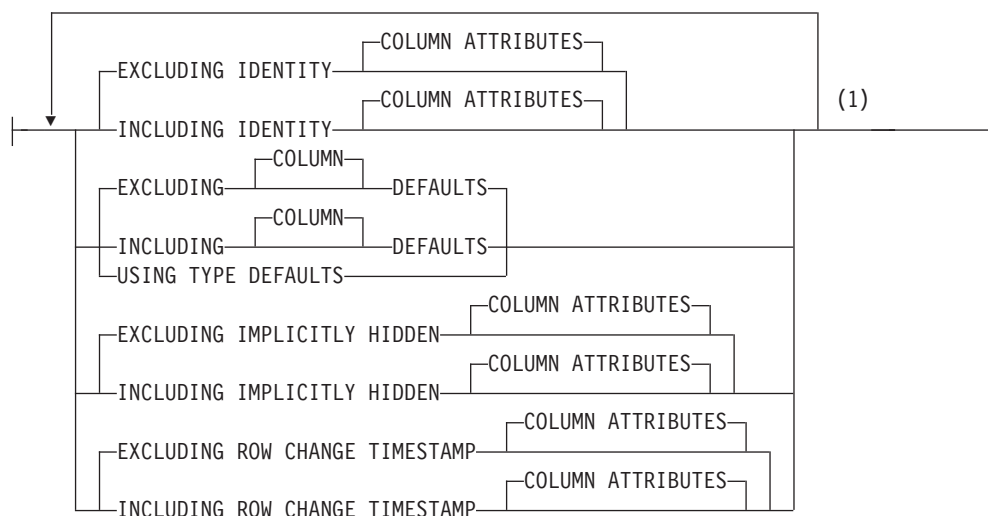 COLUMN ATTRIBUTES
EXCLUDING IDENTITY
COLUMN ATTRIBUTES
(1)
INCLUDING IDENTITY
COLUMN
EXCLUDING DEFAULTS
COLUMN
INCLUDING DEFAULTS
USING TYPE DEFAULTS
COLUMN ATTRIBUTES
EXCLUDING IMPLICITLY HIDDEN
COLUMN ATTRIBUTES
INCLUDING IMPLICITLY HIDDEN
COLUMN ATTRIBUTES
EXCLUDING ROW CHANGE TIMESTAMP
COLUMN ATTRIBUTES
INCLUDING ROW CHANGE TIMESTAMP